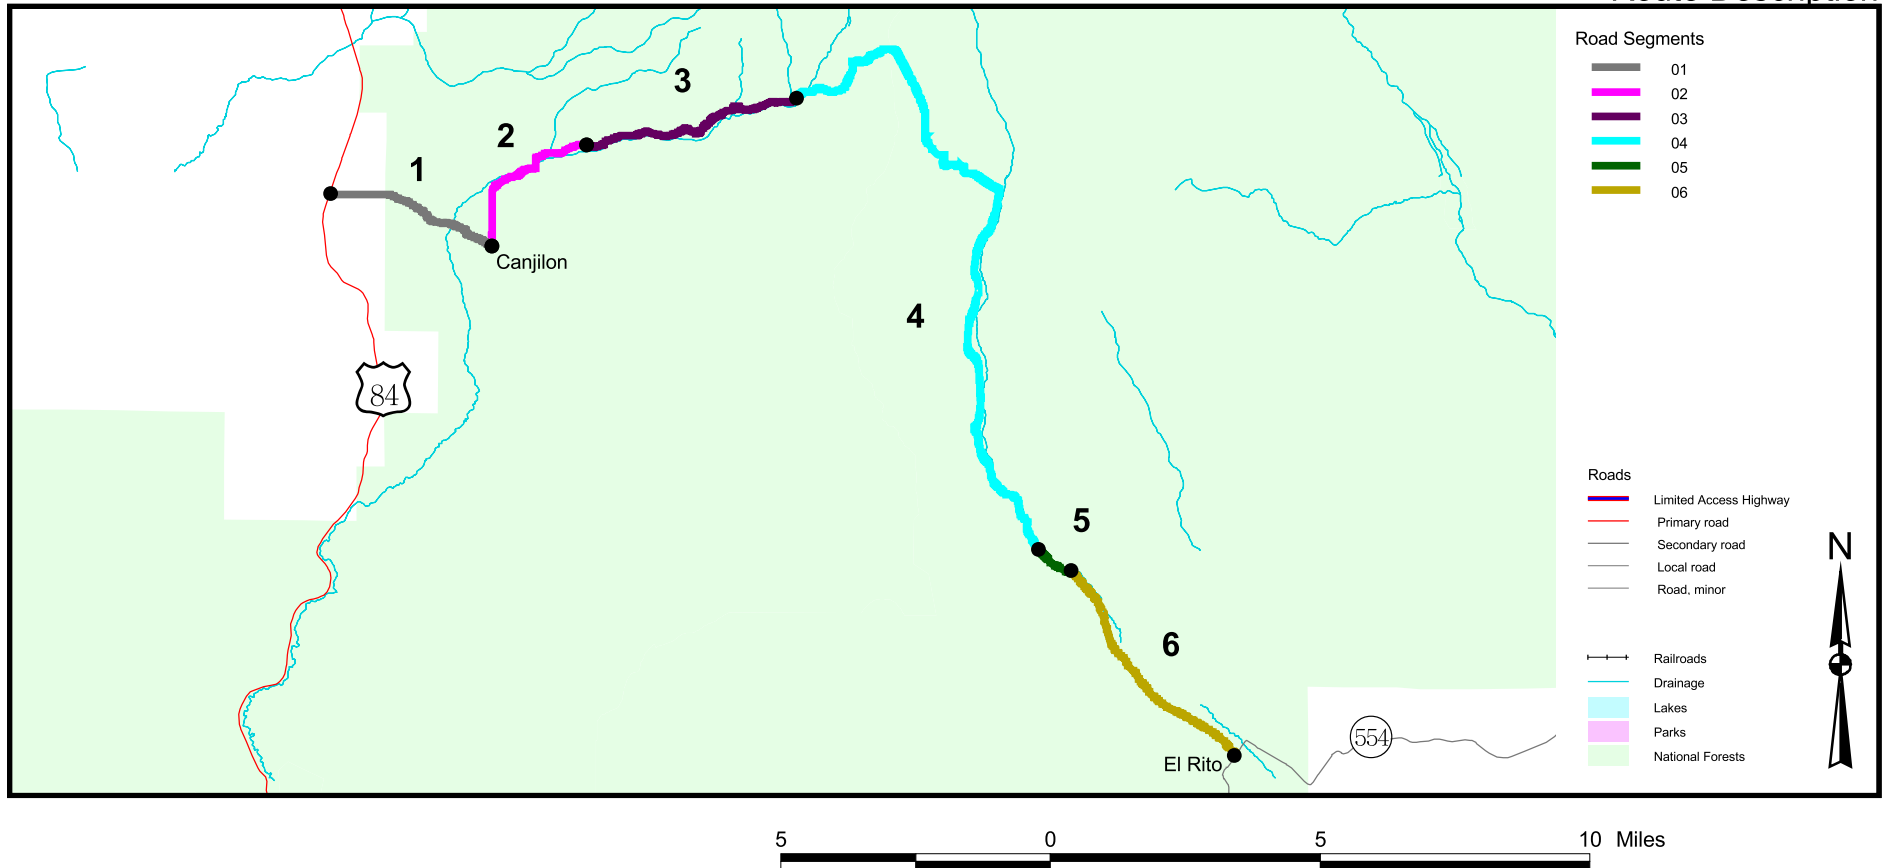 Route Description
Road Segments
01
02
03
04
05
06
3
2
1
Canjilon
4
84
5
6
El Rito
554
Roads
Limited Access Highway
Primary road
Secondary road
Local road
Road, minor
N
Railroads
Drainage
Lakes
Parks
National Forests
5 0 5 10 Miles